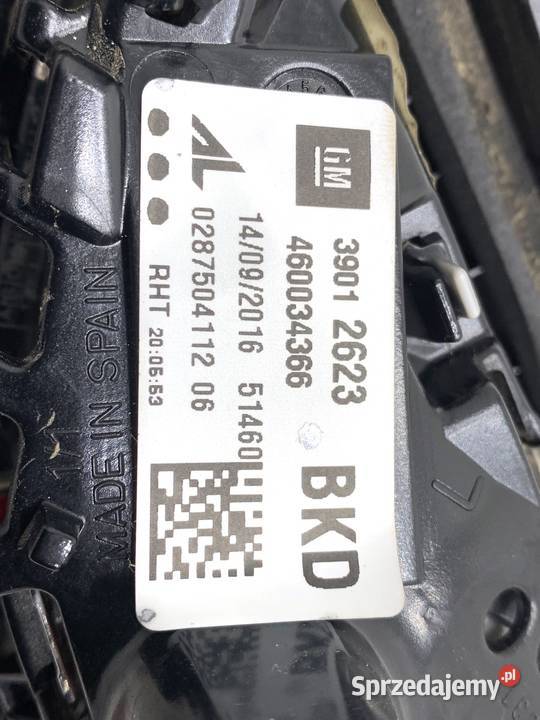 GM
AL
3901 2623
460034366
BKD
14/09/2016 51460
0287504112 06
RHT 20:05:53
MADE IN SPAIN
L
Sprzedajemy.pl